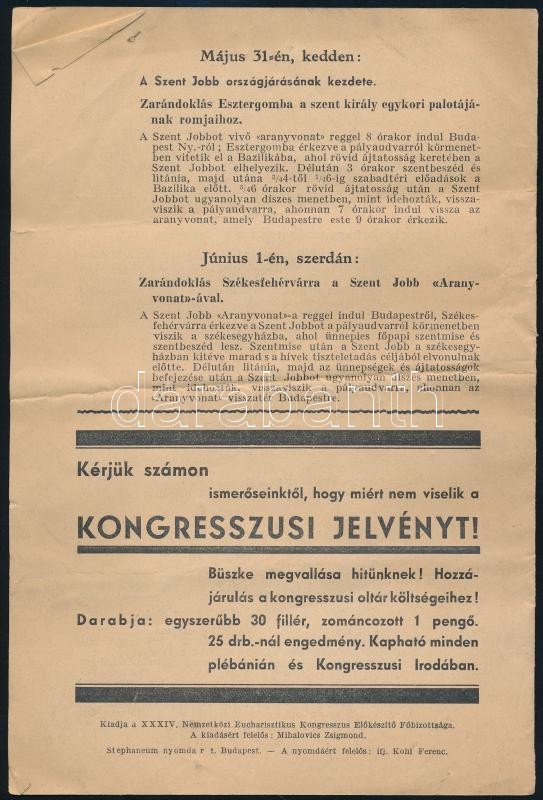 Május 31-én, kedden:
A Szent Jobb országjárásának kezdete.
Zarándoklás Esztergomba a szent király egykori palotájá-
nak romjaihoz.
A Szent Jobbot vivő «aranyvonat» reggel 8 órakor indul Buda-
pest Ny.-ról; Esztergomba érkezve a pályaudvarról körmenet-
ben vitetik el a Bazilikába, ahol rövid ájtatosság keretében a
Szent Jobbot elhelyezik. Délután 3 órakor szentbeszéd és
litánia, majd utána ³/₄4-től ¹/₄6-ig szabadtéri előadások a
Bazilika előtt. ³/₄6 órakor rövid ájtatosság után a Szent
Jobbot ugyanolyan díszes menetben, mint idehozták, vissza-
viszik a pályaudvarra, ahonnan 7 órakor indul vissza az
aranyvonat, amely Budapestre este 9 órakor érkezik.
Június 1-én, szerdán:
Zarándoklás Székesfehérvárra a Szent Jobb «Arany-
vonat»-ával.
A Szent Jobb «Aranyvonat»-a reggel indul Budapestről, Székes-
fehérvárra érkezve a Szent Jobbot a pályaudvarról körmenetben
viszik a székesegyházba, ahol ünnepies főpapi szentmise és
szentbeszéd lesz. Szentmise után a Szent Jobb a székesegy-
házban kitéve marad s a hívek tiszteletadás céljából elvonulnak
előtte. Délután litánia, majd az ünnepségek és ájtatosságok
befejezése után a Szent Jobbot ugyanolyan díszes menetben,
mint idehozták, visszaviszik a pályaudvarra ahonnan az
«Aranyvonat» visszatér Budapestre.
darabanth
Kérjük számon
ismerőseinktől, hogy miért nem viselik a
KONGRESSZUSI JELVÉNYT!
Büszke megvallása hitünknek! Hozzá-
járulás a kongresszusi oltár költségeihez!
Darabja: egyszerűbb 30 fillér, zománcozott 1 pengő.
25 drb.-nál engedmény. Kapható minden
plébánián és Kongresszusi Irodában.
Kiadja a XXXIV. Nemzetközi Eucharisztikus Kongresszus Előkészítő Főbizottsága.
A kiadásért felelős: Mihalovics Zsigmond.
Stephaneum nyomda r t. Budapest. — A nyomdáért felelős: ifj. Kohl Ferenc.